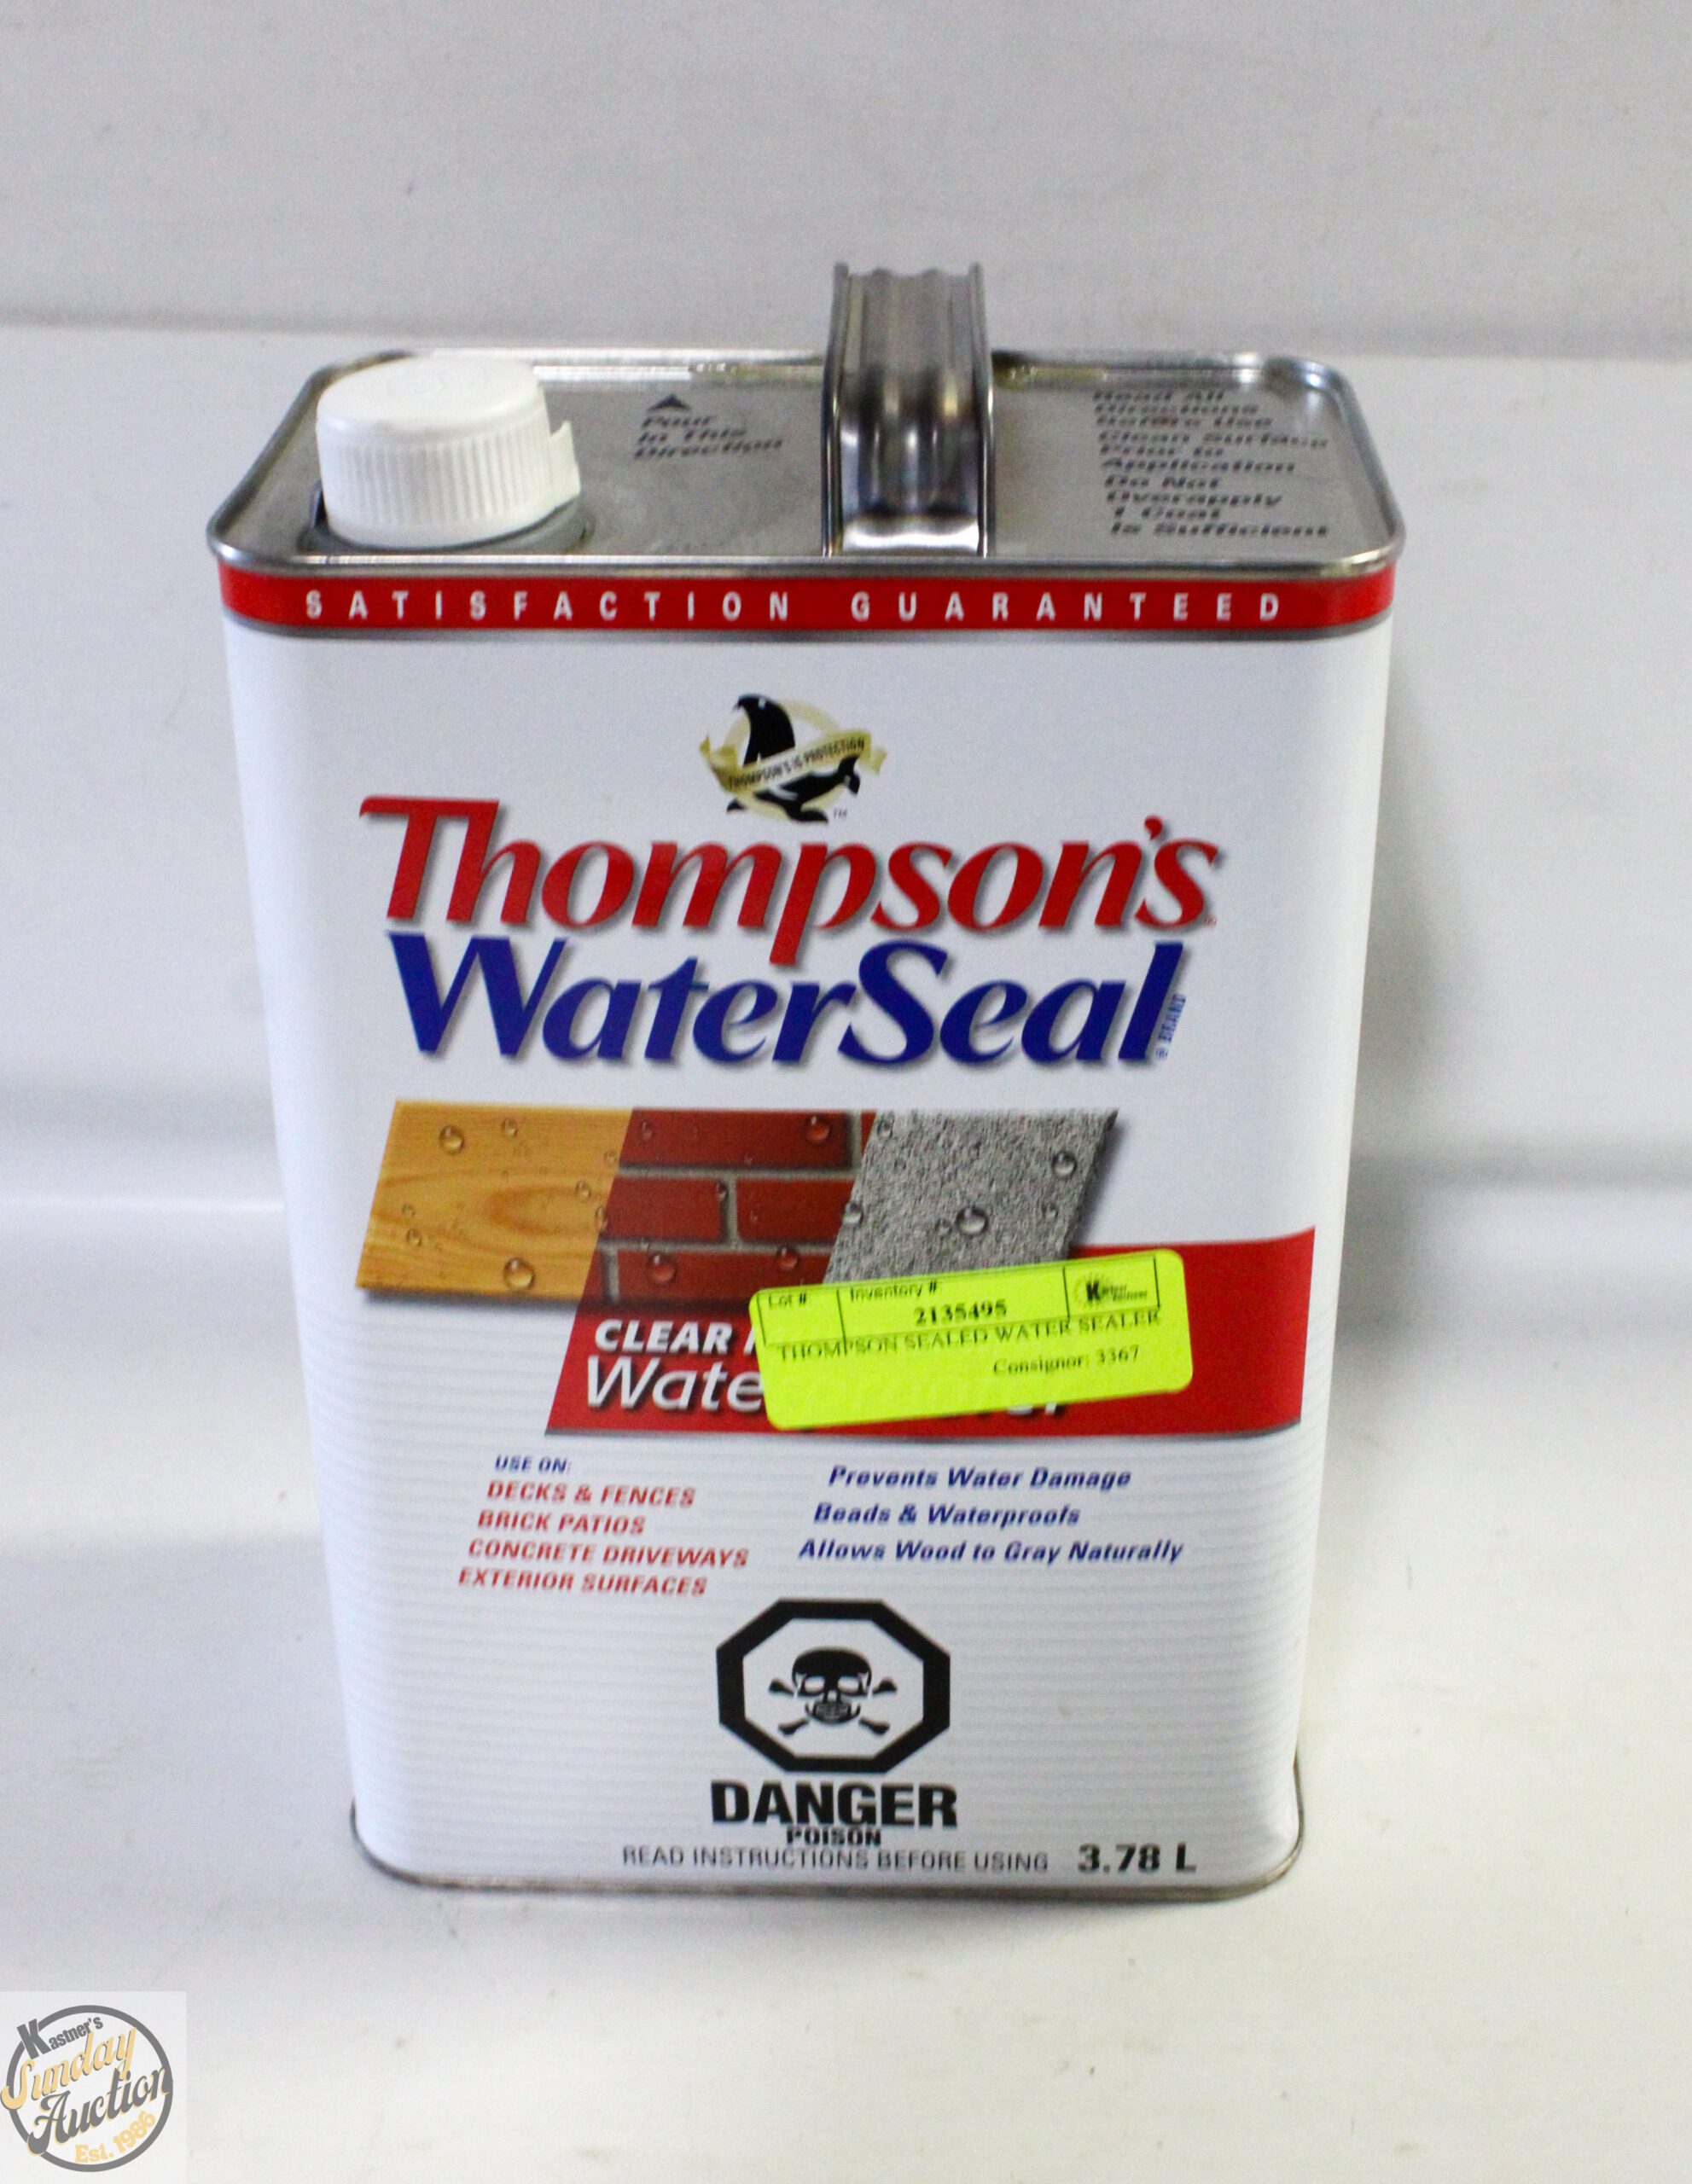 Pour
In This
Direction
Read All
Directions
Before Use
Clean Surface
Prior to
Application
Do Not
Overapply
1 Coat
Is Sufficient
SATISFACTION GUARANTEED
THOMPSON'S IS PROTECTION
TM
Thompson's
WaterSeal
® BRAND
Lot # Inventory #
2135495
THOMPSON SEALED WATER SEALER
Consignor: 3367
CLEAR
Waterproofer
USE ON:
DECKS & FENCES
BRICK PATIOS
CONCRETE DRIVEWAYS
EXTERIOR SURFACES
Prevents Water Damage
Beads & Waterproofs
Allows Wood to Gray Naturally
DANGER
POISON
READ INSTRUCTIONS BEFORE USING 3.78 L
Kastner's
Sunday
Auction
Est. 1986